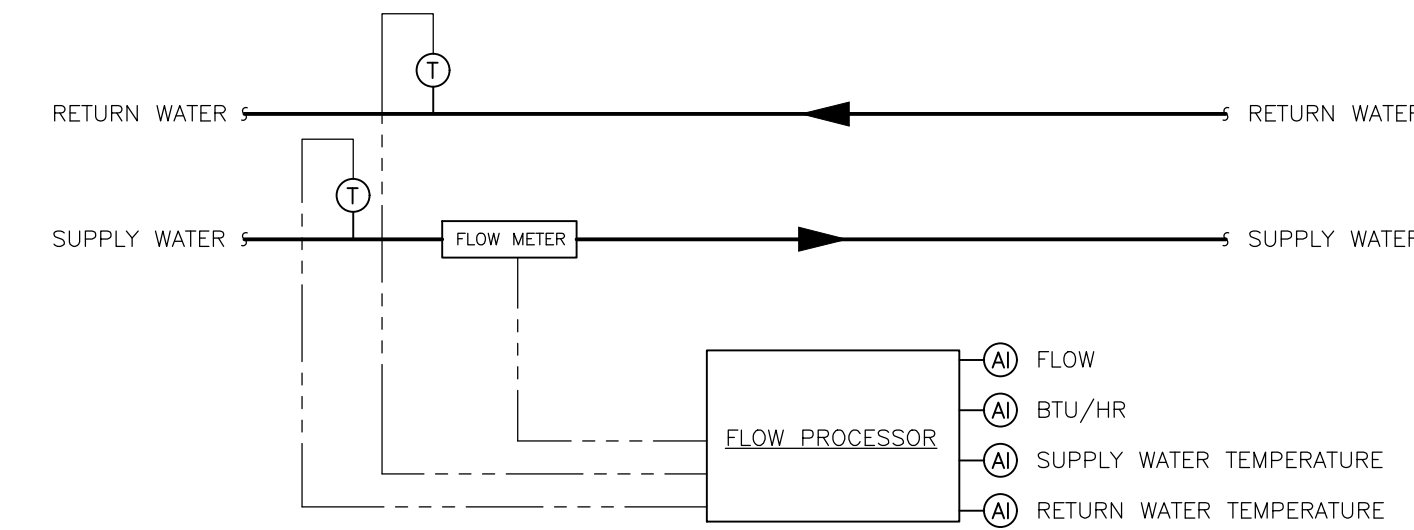 T
RETURN WATER
RETURN WATER
T
SUPPLY WATER
FLOW METER
SUPPLY WATER
AI FLOW
AI BTU/HR
FLOW PROCESSOR
AI SUPPLY WATER TEMPERATURE
AI RETURN WATER TEMPERATURE